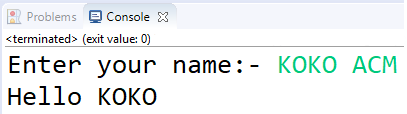 Problems Console
<terminated> (exit value: 0)
Enter your name:- KOKO ACM
Hello KOKO